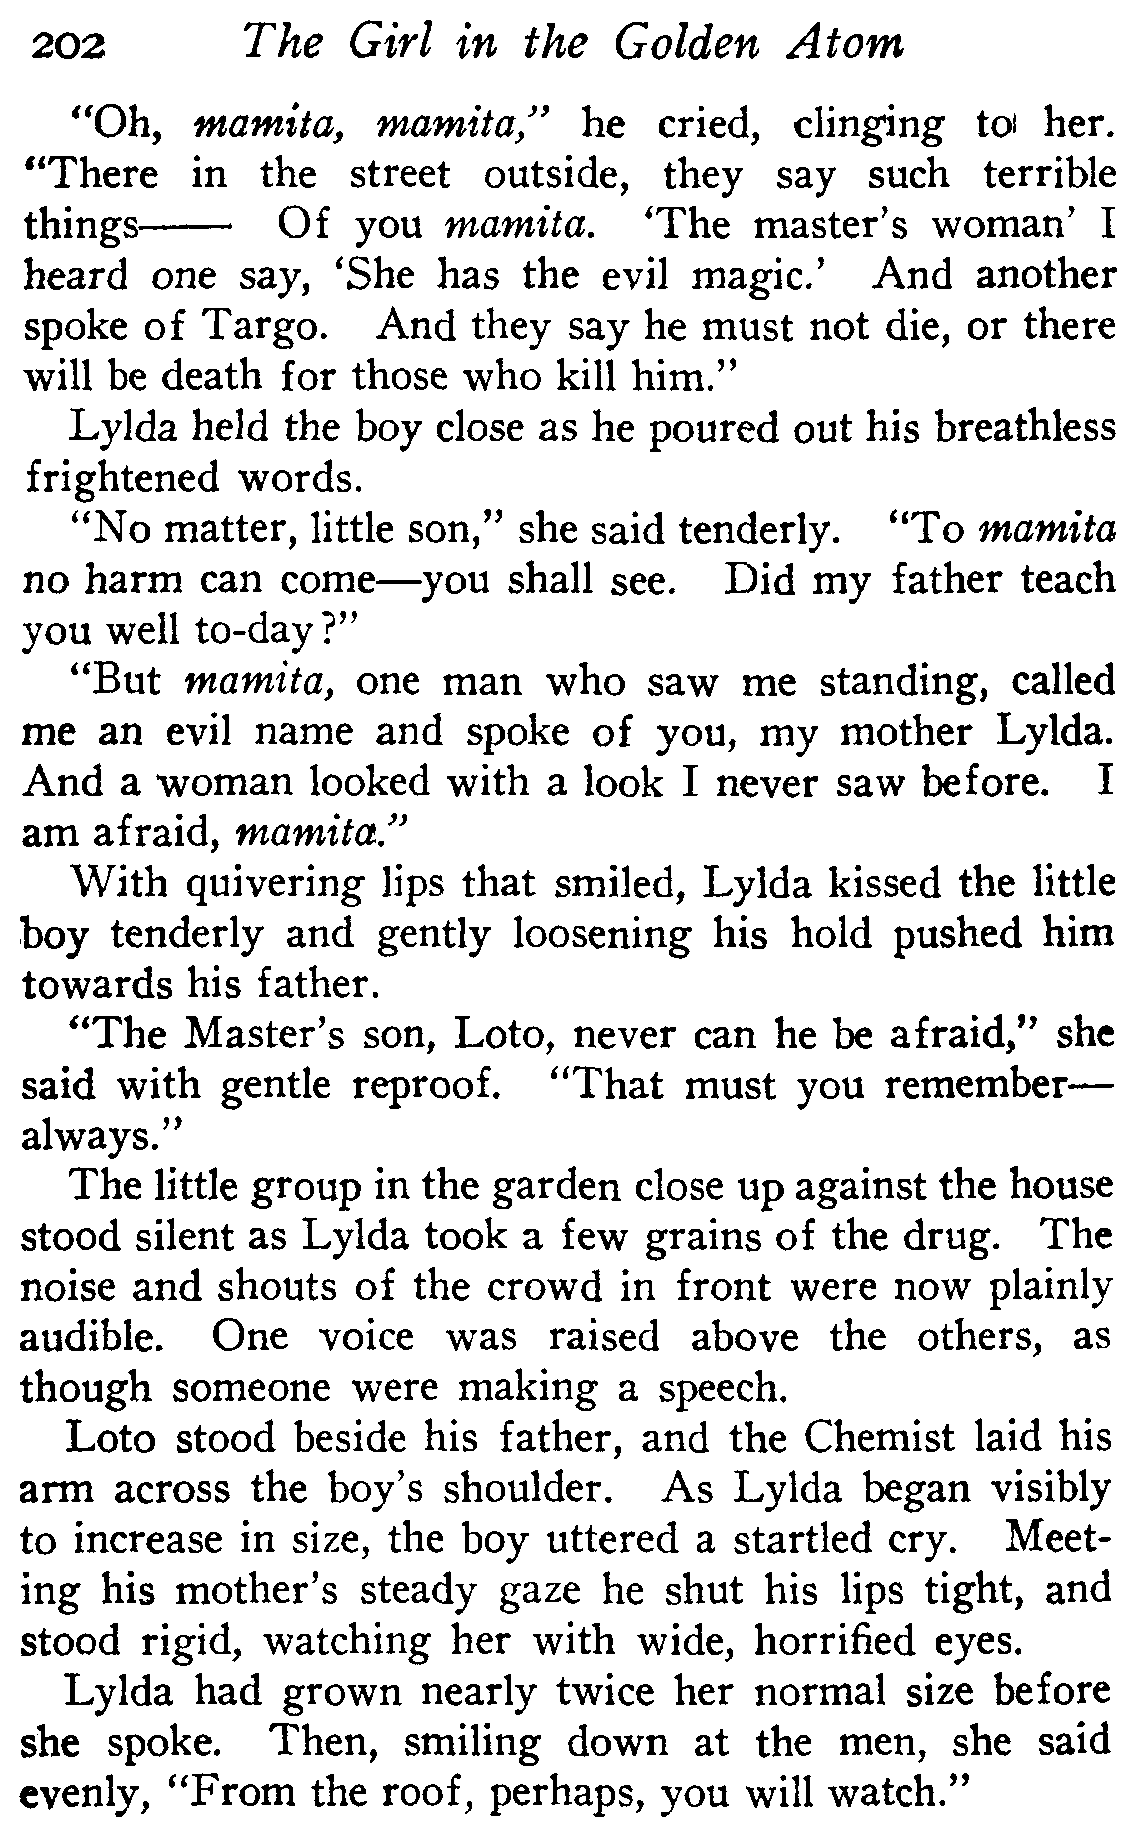 202 The Girl in the Golden Atom
“Oh, mamita, mamita,” he cried, clinging to her.
“There in the street outside, they say such terrible
things—— Of you mamita. ‘The master’s woman’ I
heard one say, ‘She has the evil magic.’ And another
spoke of Targo. And they say he must not die, or there
will be death for those who kill him.”
Lylda held the boy close as he poured out his breathless
frightened words.
“No matter, little son,” she said tenderly. “To mamita
no harm can come—you shall see. Did my father teach
you well to-day?”
“But mamita, one man who saw me standing, called
me an evil name and spoke of you, my mother Lylda.
And a woman looked with a look I never saw before. I
am afraid, mamita.”
With quivering lips that smiled, Lylda kissed the little
boy tenderly and gently loosening his hold pushed him
towards his father.
“The Master’s son, Loto, never can he be afraid,” she
said with gentle reproof. “That must you remember—
always.”
The little group in the garden close up against the house
stood silent as Lylda took a few grains of the drug. The
noise and shouts of the crowd in front were now plainly
audible. One voice was raised above the others, as
though someone were making a speech.
Loto stood beside his father, and the Chemist laid his
arm across the boy’s shoulder. As Lylda began visibly
to increase in size, the boy uttered a startled cry. Meet-
ing his mother’s steady gaze he shut his lips tight, and
stood rigid, watching her with wide, horrified eyes.
Lylda had grown nearly twice her normal size before
she spoke. Then, smiling down at the men, she said
evenly, “From the roof, perhaps, you will watch.”